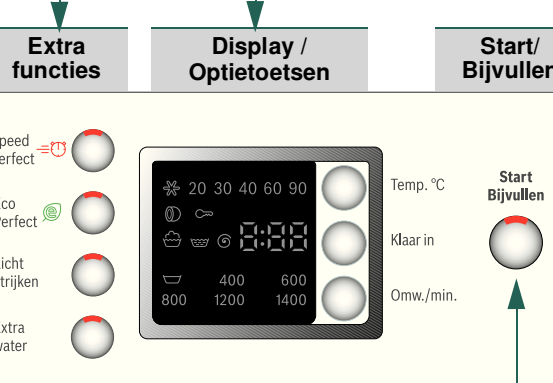 Extra
functies
Display /
Optietoetsen
Start/
Bijvullen
20 30 40 60 90
8:88
400 600
800 1200 1400
Temp. °C
Klaar in
Omw./min.
Start
Bijvullen